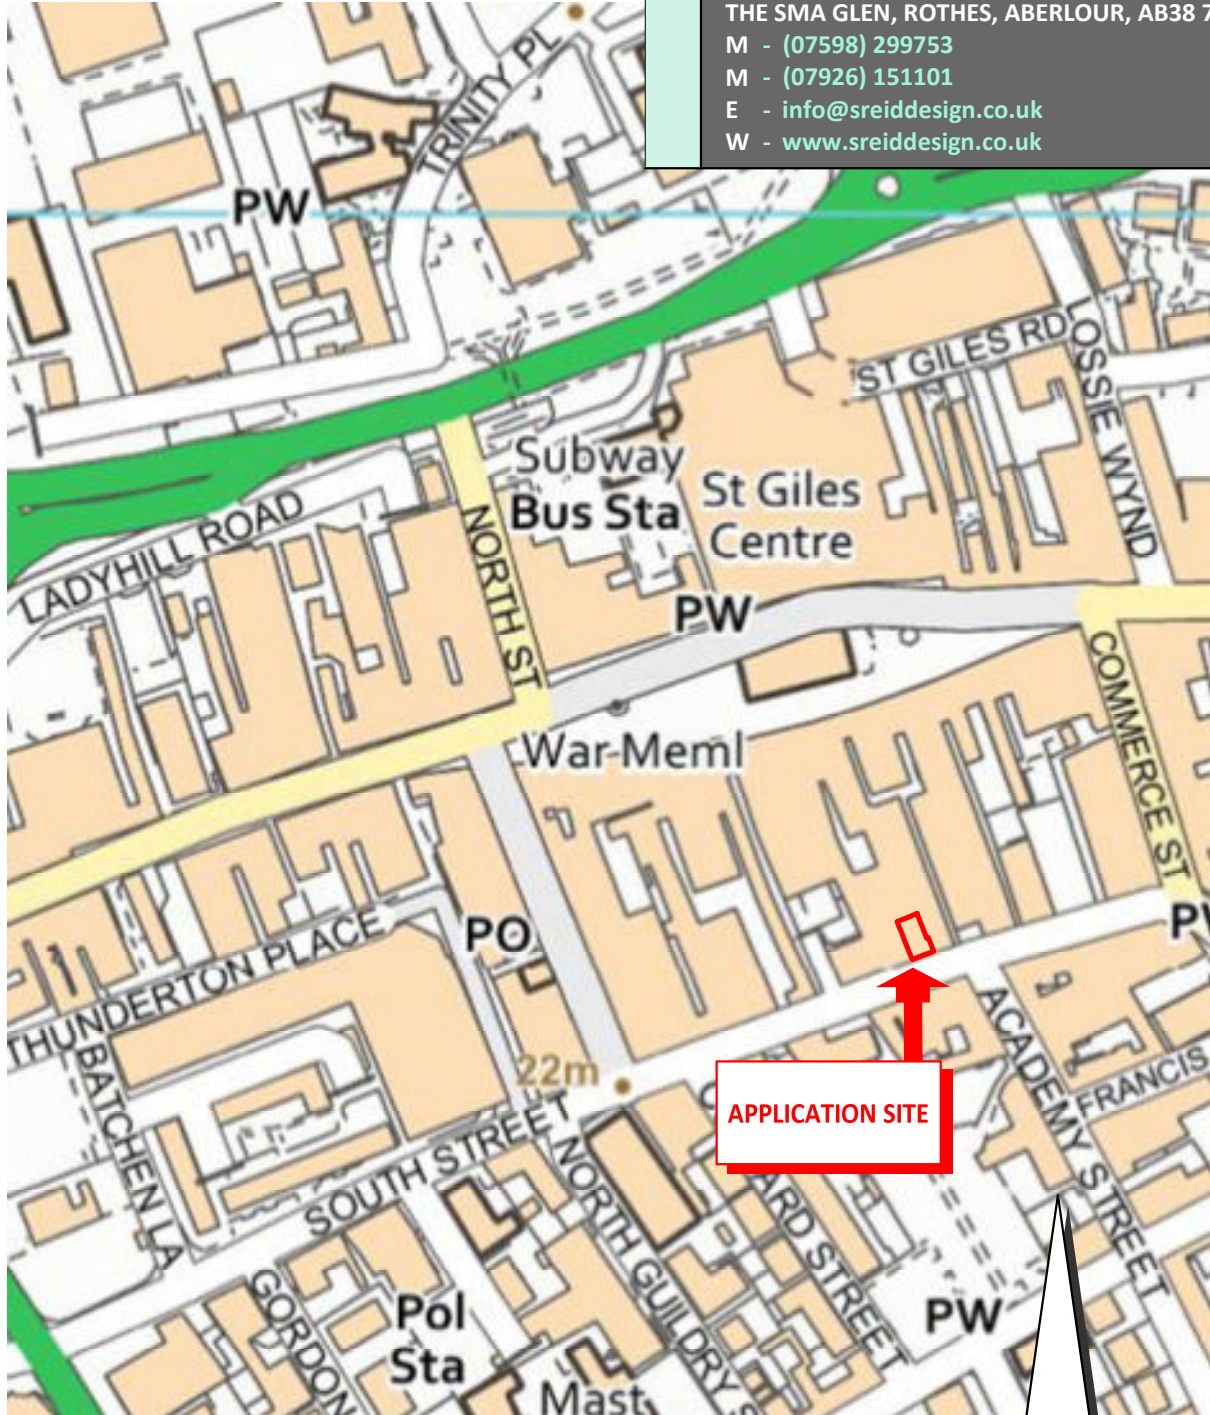 THE SMA GLEN, ROTHES, ABERLOUR, AB38 7
M - (07598) 299753
M - (07926) 151101
E - info@sreiddesign.co.uk
W - www.sreiddesign.co.uk
TRINITY PL
PW
ST GILES RD
LOSSIE WYND
Subway
Bus Sta
St Giles
Centre
LADYHILL ROAD
NORTH ST
PW
COMMERCE ST
War Meml
PO
THUNDERTON PLACE
BATCHEN LA
22m
ACADEMY STREET
FRANCIS
APPLICATION SITE
SOUTH STREET
NORTH GUILDRY S
ARD STREET
GORDON
Pol
Sta
PW
Mast